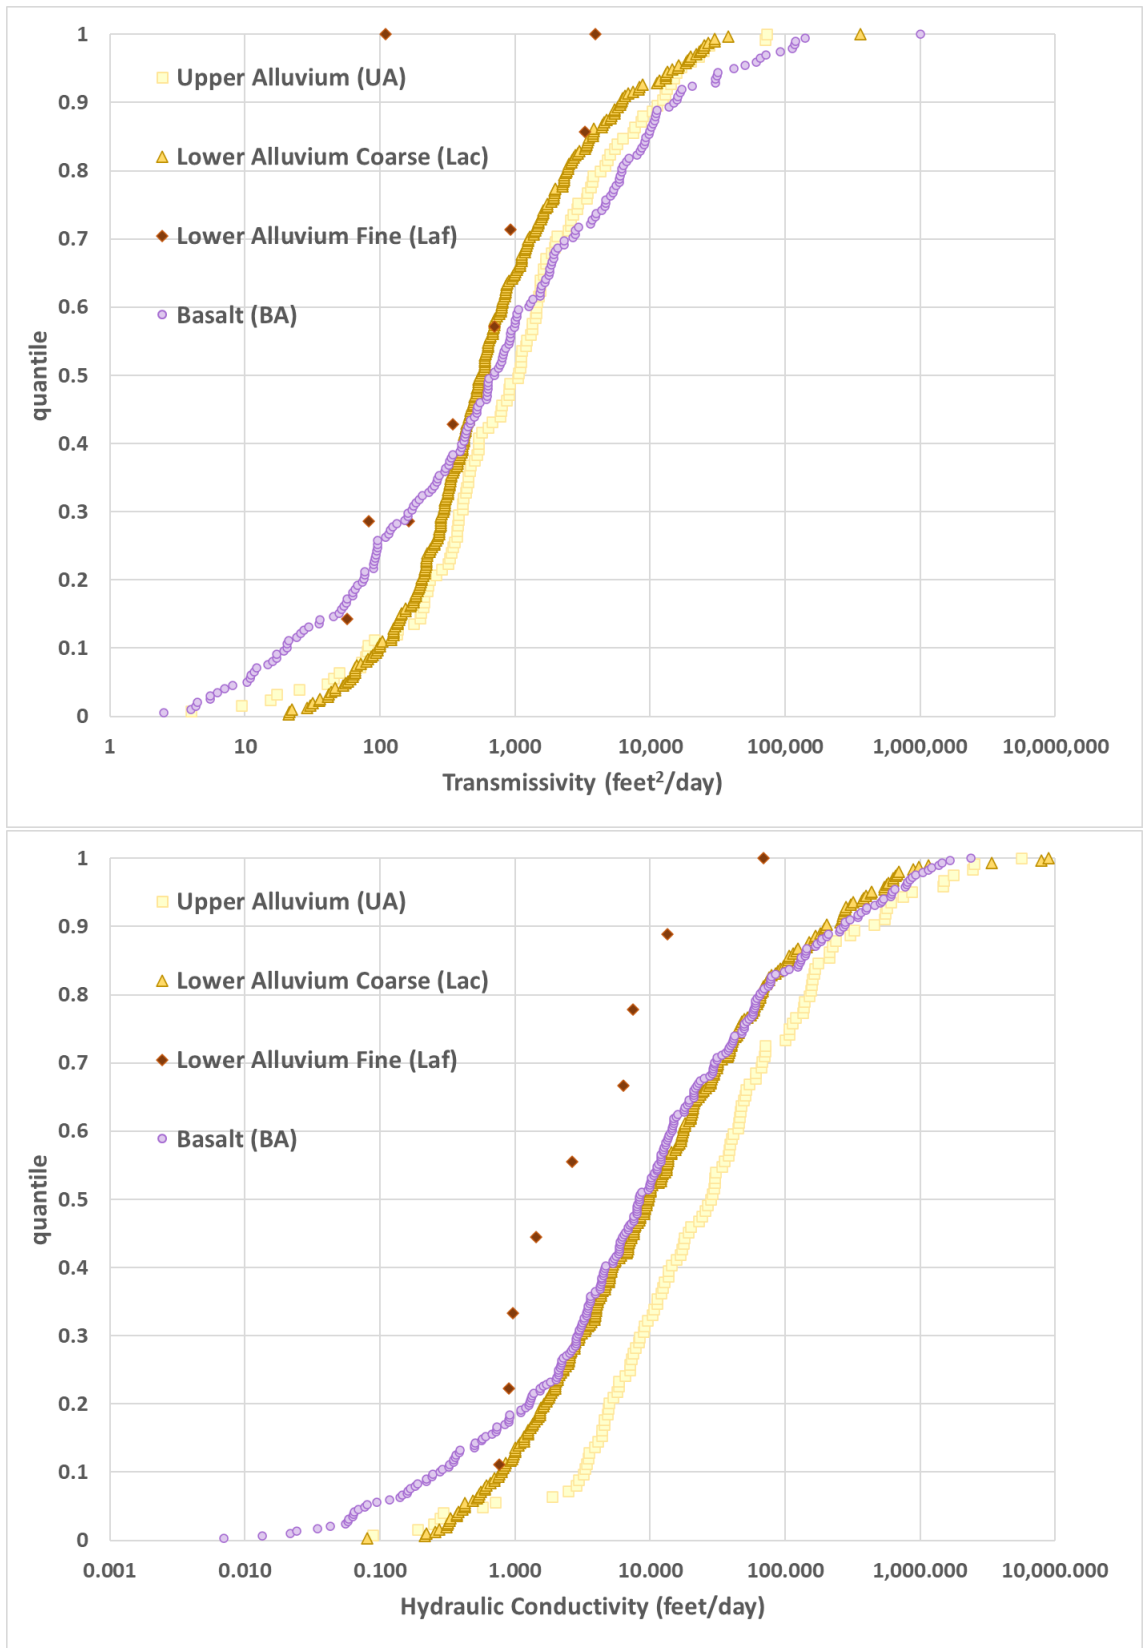 1
0.9
0.8
0.7
0.6
0.5
0.4
0.3
0.2
0.1
0
quantile
Upper Alluvium (UA)
Lower Alluvium Coarse (Lac)
Lower Alluvium Fine (Laf)
Basalt (BA)
1 10 100 1,000 10,000 100,000 1,000,000 10,000,000
Transmissivity (feet²/day)
1
0.9
0.8
0.7
0.6
0.5
0.4
0.3
0.2
0.1
0
quantile
Upper Alluvium (UA)
Lower Alluvium Coarse (Lac)
Lower Alluvium Fine (Laf)
Basalt (BA)
0.001 0.010 0.100 1.000 10.000 100,000 1,000,000 10,000,000
Hydraulic Conductivity (feet/day)